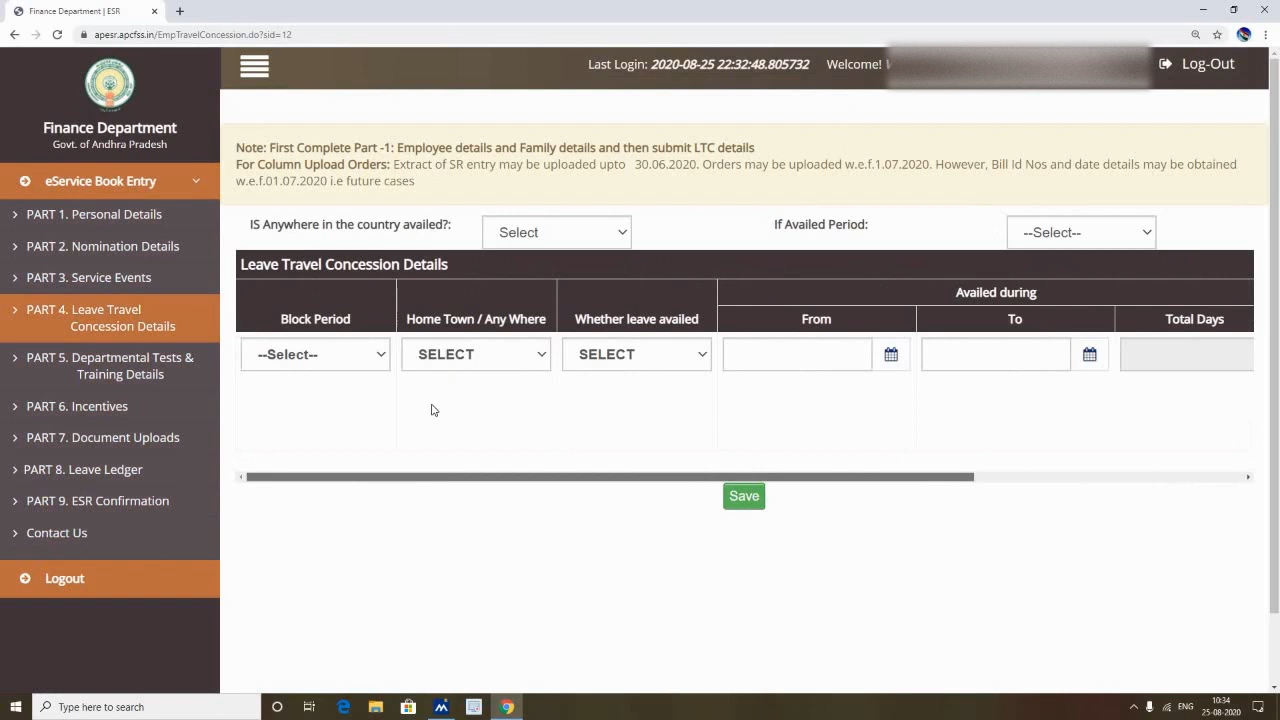 Finance Department | ESR
apesr.apcfss.in/EmpTravelConcession.do?sid=12
Last Login: 2020-08-25 22:32:48.805732 Welcome!
Log-Out
Finance Department
Govt. of Andhra Pradesh
eService Book Entry
PART 1. Personal Details
PART 2. Nomination Details
PART 3. Service Events
PART 4. Leave Travel
Concession Details
PART 5. Departmental Tests &
Training Details
PART 6. Incentives
PART 7. Document Uploads
PART 8. Leave Ledger
PART 9. ESR Confirmation
Contact Us
Logout
Note: First Complete Part -1: Employee details and Family details and then submit LTC details
For Column Upload Orders: Extract of SR entry may be uploaded upto 30.06.2020. Orders may be uploaded w.e.f.1.07.2020. However, Bill Id Nos and date details may be obtained
w.e.f.01.07.2020 i.e future cases
IS Anywhere in the country availed?: Select If Availed Period: --Select--
Leave Travel Concession Details
Availed during
Block Period Home Town / Any Where Whether leave availed From To Total Days
--Select-- SELECT SELECT
Save
Type here to search
ENG
10:34
25-08-2020